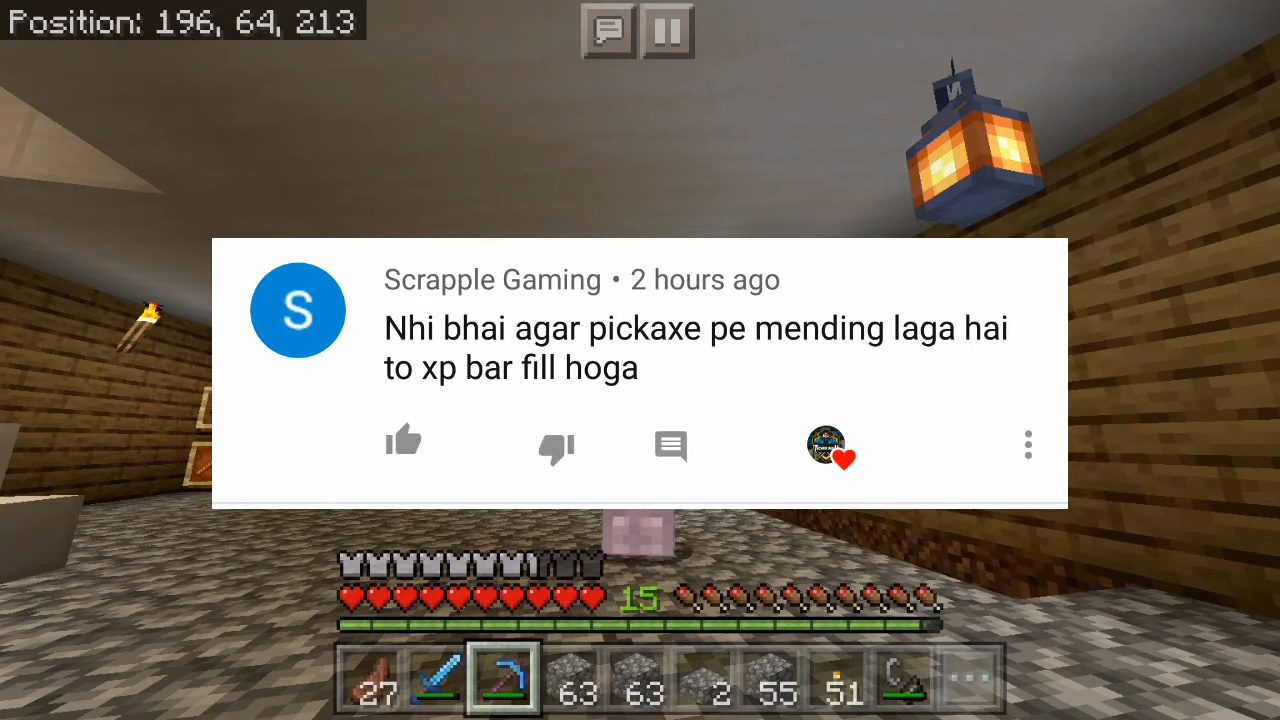 Position: 196, 64, 213
S
Scrapple Gaming • 2 hours ago
Nhi bhai agar pickaxe pe mending laga hai
to xp bar fill hoga
15
27 63 63 2 55 51